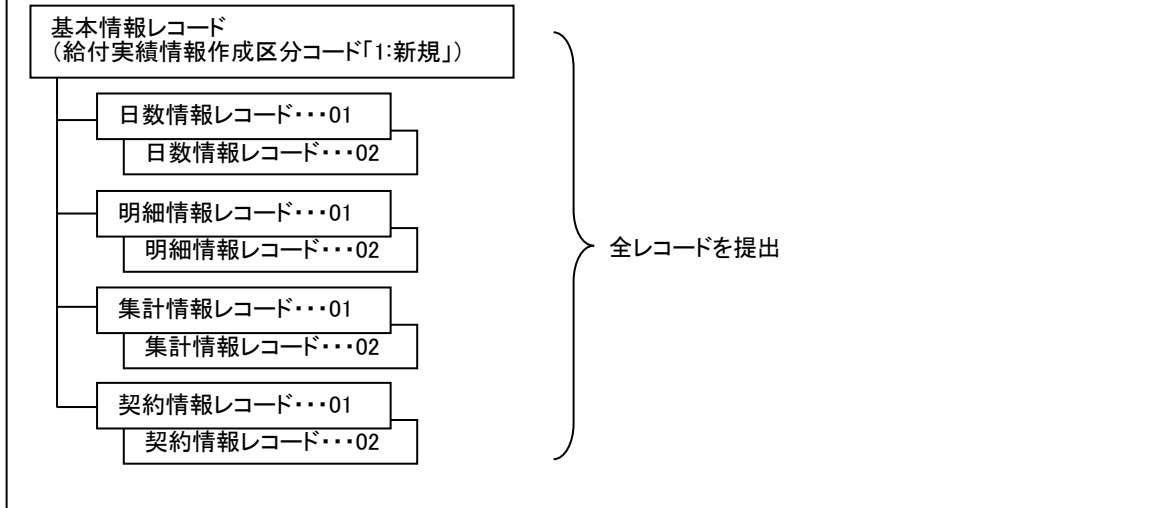 基本情報レコード
（給付実績情報作成区分コード「1:新規」）
日数情報レコード・・・01
日数情報レコード・・・02
明細情報レコード・・・01
明細情報レコード・・・02
全レコードを提出
集計情報レコード・・・01
集計情報レコード・・・02
契約情報レコード・・・01
契約情報レコード・・・02